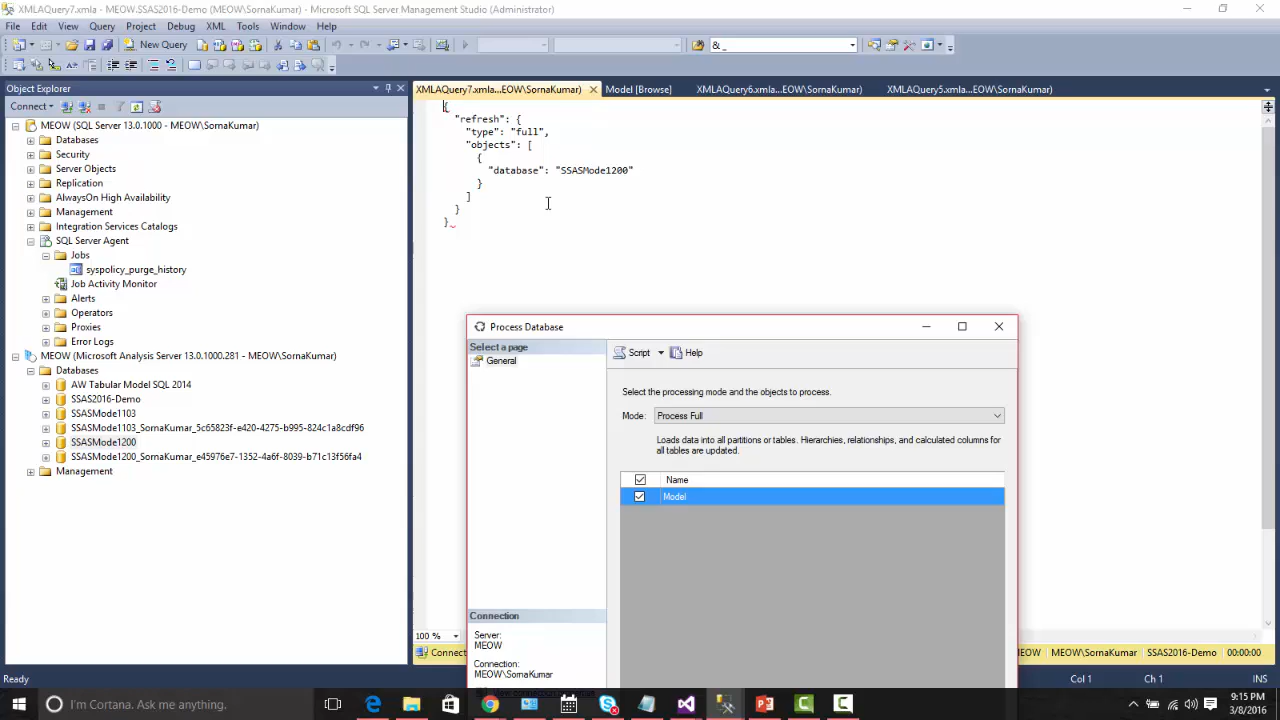 XMLAQuery7.xmla - MEOW.SSAS2016-Demo (MEOW\SornaKumar) - Microsoft SQL Server Management Studio (Administrator)
File Edit View Query Project Debug XML Tools Window Help
New Query & _
Object Explorer
XMLAQuery7.xmla...EOW\SornaKumar) Model [Browse] XMLAQuery6.xmla...EOW\SornaKumar) XMLAQuery5.xmla...EOW\SornaKumar)
Connect
MEOW (SQL Server 13.0.1000 - MEOW\SornaKumar)
Databases
Security
Server Objects
Replication
AlwaysOn High Availability
Management
Integration Services Catalogs
SQL Server Agent
Jobs
syspolicy_purge_history
Job Activity Monitor
Alerts
Operators
Proxies
Error Logs
MEOW (Microsoft Analysis Server 13.0.1000.281 - MEOW\SornaKumar)
Databases
AW Tabular Model SQL 2014
SSAS2016-Demo
SSASMode1103
SSASMode1103_SornaKumar_5c65823f-e420-4275-b995-824c1a8cdf96
SSASMode1200
SSASMode1200_SornaKumar_e45976e7-1352-4a6f-8039-b71c13f56fa4
Management
{
"refresh": {
"type": "full",
"objects": [
{
"database": "SSASMode1200"
}
]
}
}
Process Database
Select a page
General
Script Help
Select the processing mode and the objects to process.
Mode: Process Full
Loads data into all partitions or tables. Hierarchies, relationships, and calculated columns for
all tables are updated.
Name
Model
Connection
Server:
MEOW
Connection:
MEOW\SornaKumar
100 %
Connect
MEOW MEOW\SornaKumar SSAS2016-Demo 00:00:00
Ready Col 1 Ch 1 INS
I'm Cortana. Ask me anything.
9:15 PM
3/8/2016